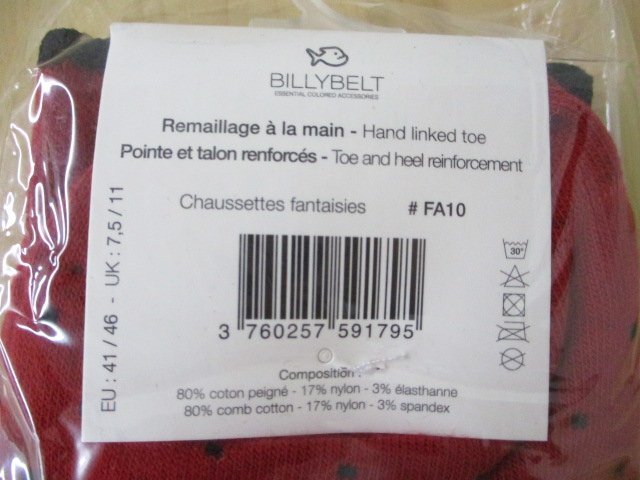 BILLYBELT
ESSENTIAL COLORED ACCESSORIES
Remaillage à la main - Hand linked toe
Pointe et talon renforcés - Toe and heel reinforcement
Chaussettes fantaisies # FA10
EU : 41 / 46 - UK : 7,5 / 11
30°
3 760257 591795
Composition :
80% coton peigné - 17% nylon - 3% élasthanne
80% comb cotton - 17% nylon - 3% spandex